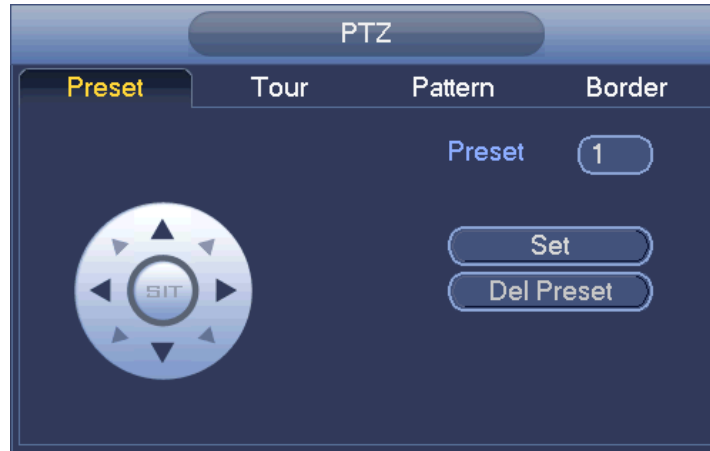 PTZ
Preset Tour Pattern Border
Preset 1
Set
SIT
Del Preset